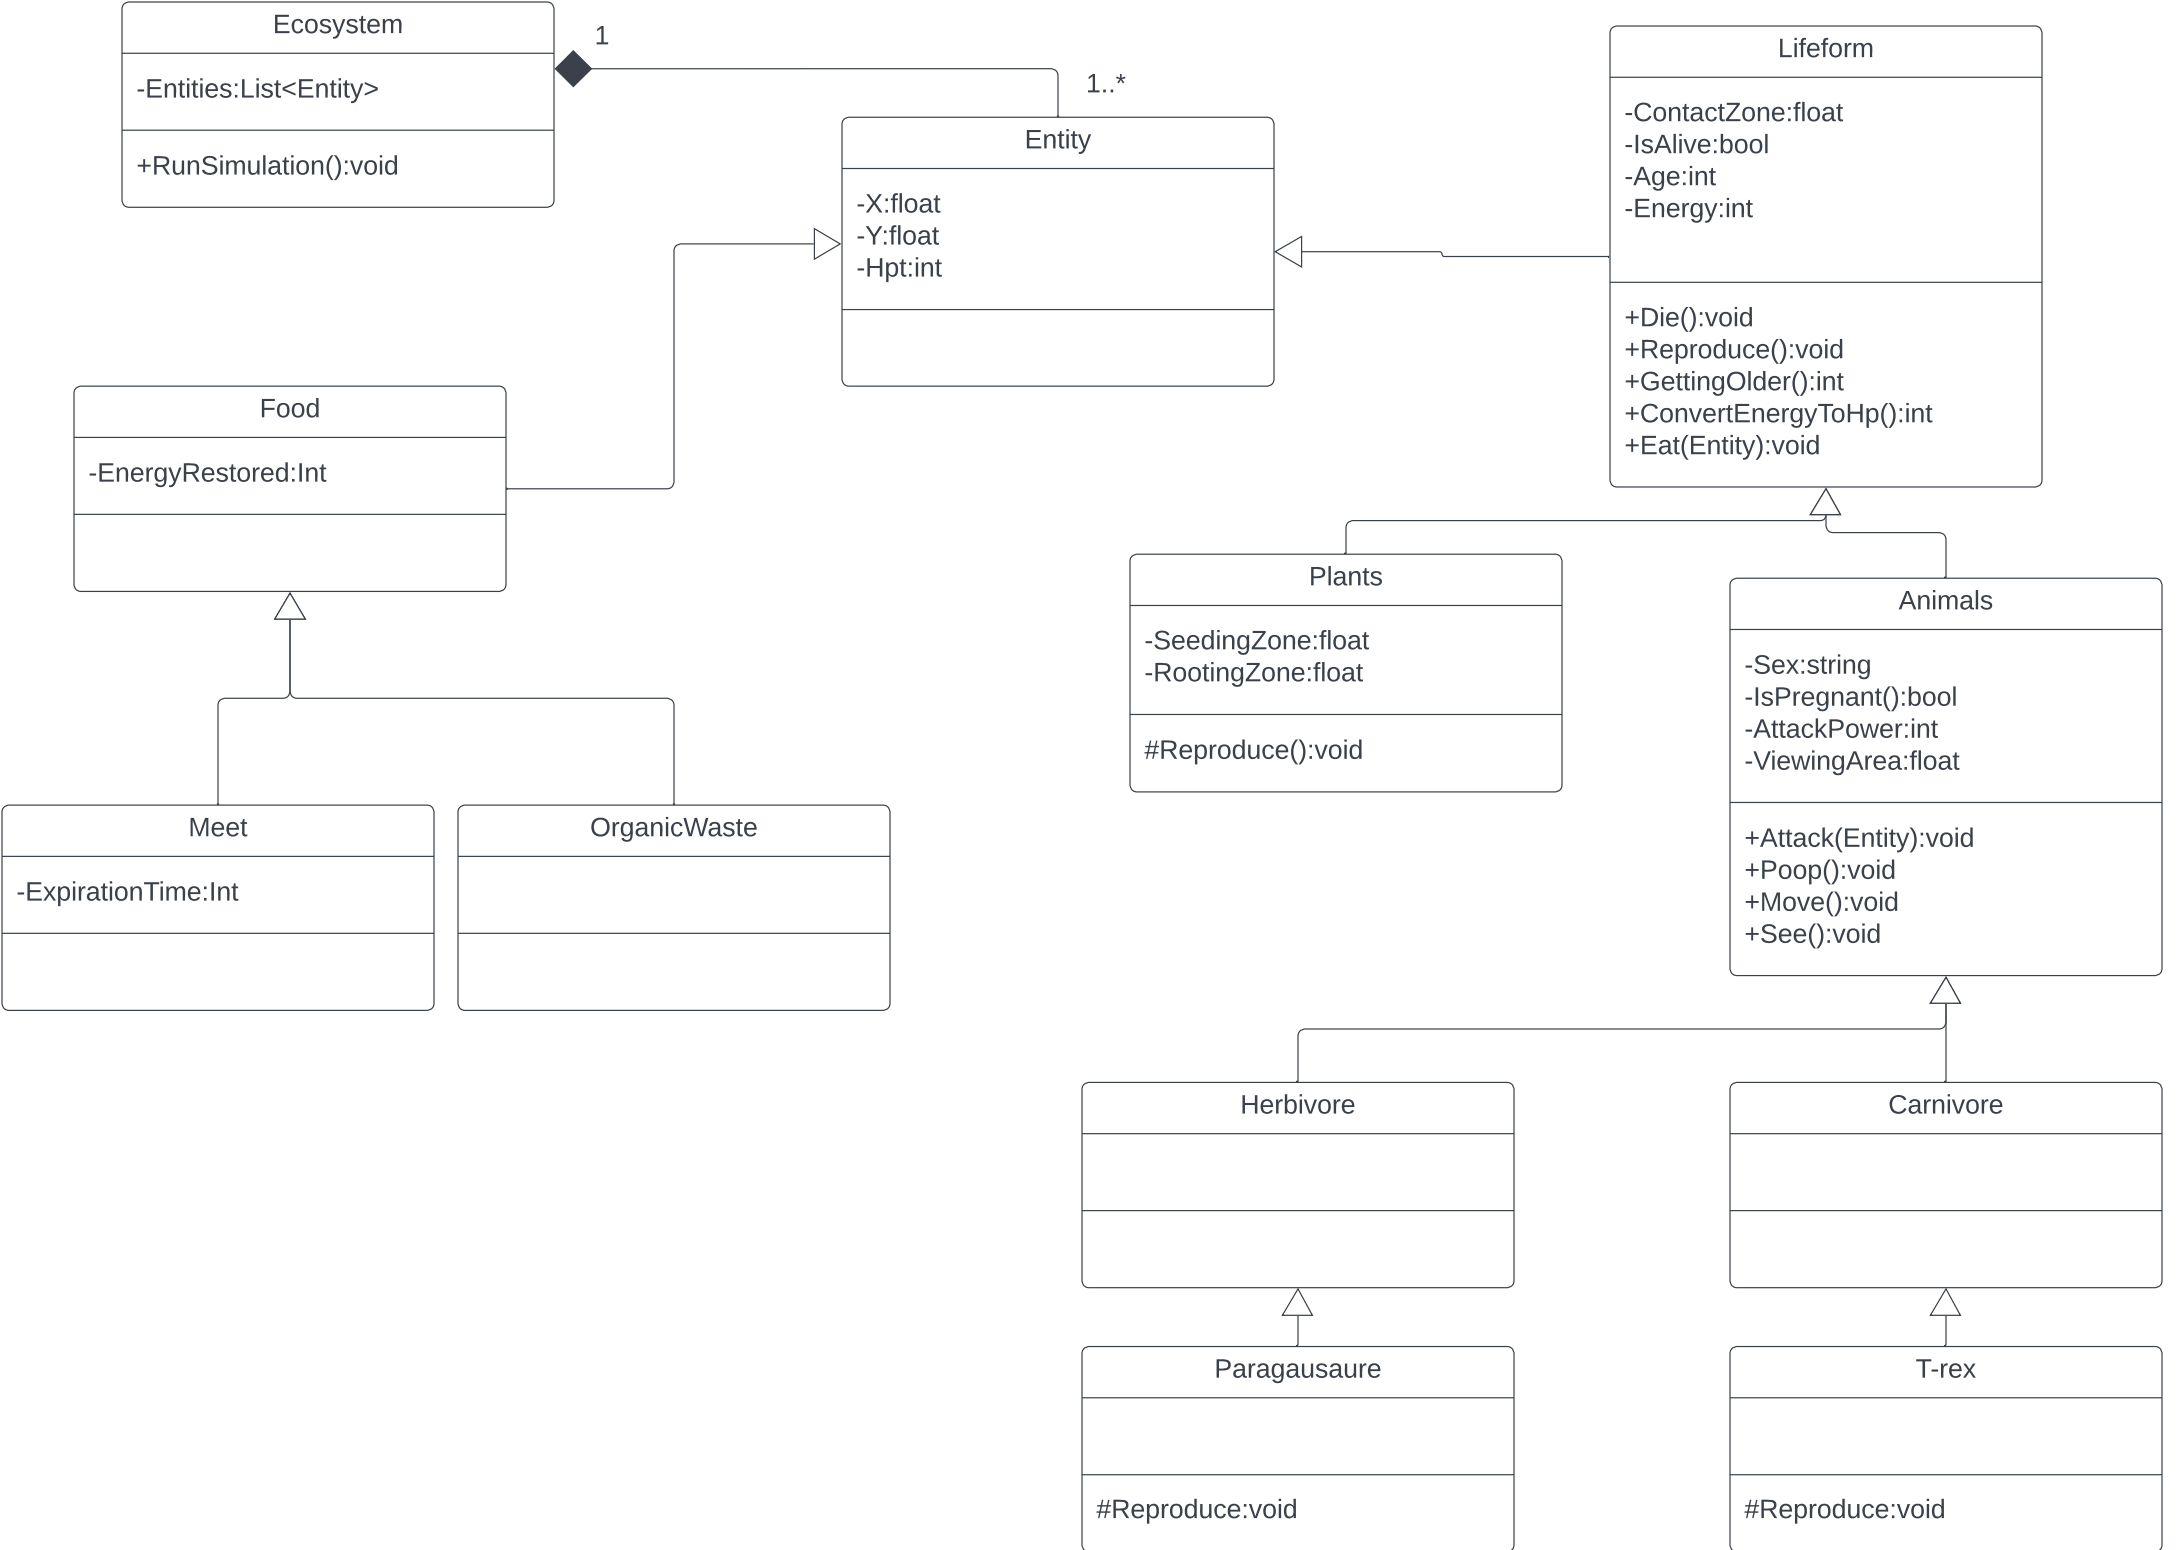 Ecosystem
-Entities:List<Entity>
+RunSimulation():void
1
1..*
Entity
-X:float
-Y:float
-Hpt:int
Lifeform
-ContactZone:float
-IsAlive:bool
-Age:int
-Energy:int
+Die():void
+Reproduce():void
+GettingOlder():int
+ConvertEnergyToHp():int
+Eat(Entity):void
Food
-EnergyRestored:Int
Plants
-SeedingZone:float
-RootingZone:float
#Reproduce():void
Animals
-Sex:string
-IsPregnant():bool
-AttackPower:int
-ViewingArea:float
+Attack(Entity):void
+Poop():void
+Move():void
+See():void
Meet
-ExpirationTime:Int
OrganicWaste
Herbivore
Carnivore
Paragausaure
#Reproduce:void
T-rex
#Reproduce:void